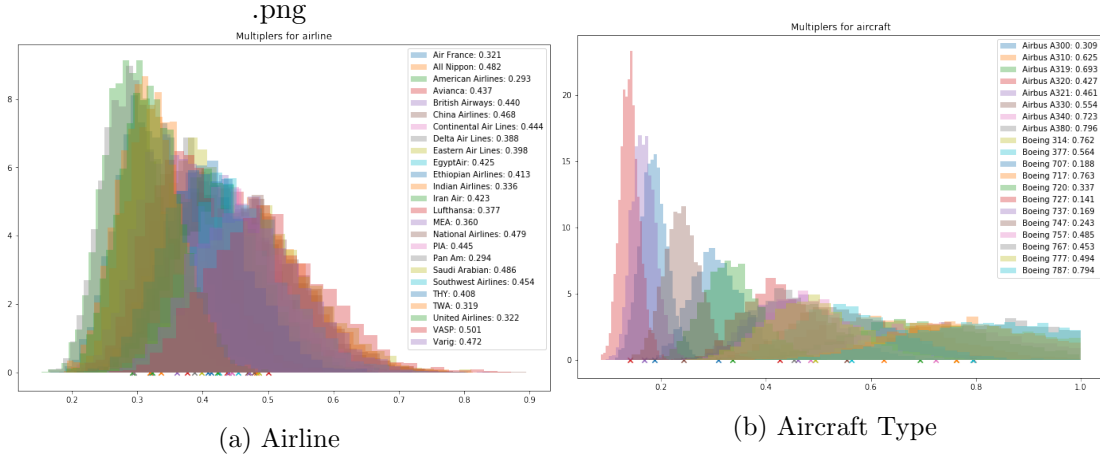 .png
Multiplers for airline
Air France: 0.321
All Nippon: 0.482
American Airlines: 0.293
Avianca: 0.437
British Airways: 0.440
China Airlines: 0.468
Continental Air Lines: 0.444
Delta Air Lines: 0.388
Eastern Air Lines: 0.398
EgyptAir: 0.425
Ethiopian Airlines: 0.413
Indian Airlines: 0.336
Iran Air: 0.423
Lufthansa: 0.377
MEA: 0.360
National Airlines: 0.479
PIA: 0.445
Pan Am: 0.294
Saudi Arabian: 0.486
Southwest Airlines: 0.454
THY: 0.408
TWA: 0.319
United Airlines: 0.322
VASP: 0.501
Varig: 0.472
8
6
4
2
0
0.2 0.3 0.4 0.5 0.6 0.7 0.8 0.9
(a) Airline
Multiplers for aircraft
Airbus A300: 0.309
Airbus A310: 0.625
Airbus A319: 0.693
Airbus A320: 0.427
Airbus A321: 0.461
Airbus A330: 0.554
Airbus A340: 0.723
Airbus A380: 0.796
Boeing 314: 0.762
Boeing 377: 0.564
Boeing 707: 0.188
Boeing 717: 0.763
Boeing 720: 0.337
Boeing 727: 0.141
Boeing 737: 0.169
Boeing 747: 0.243
Boeing 757: 0.485
Boeing 767: 0.453
Boeing 777: 0.494
Boeing 787: 0.794
20
15
10
5
0
0.2 0.4 0.6 0.8 1.0
(b) Aircraft Type